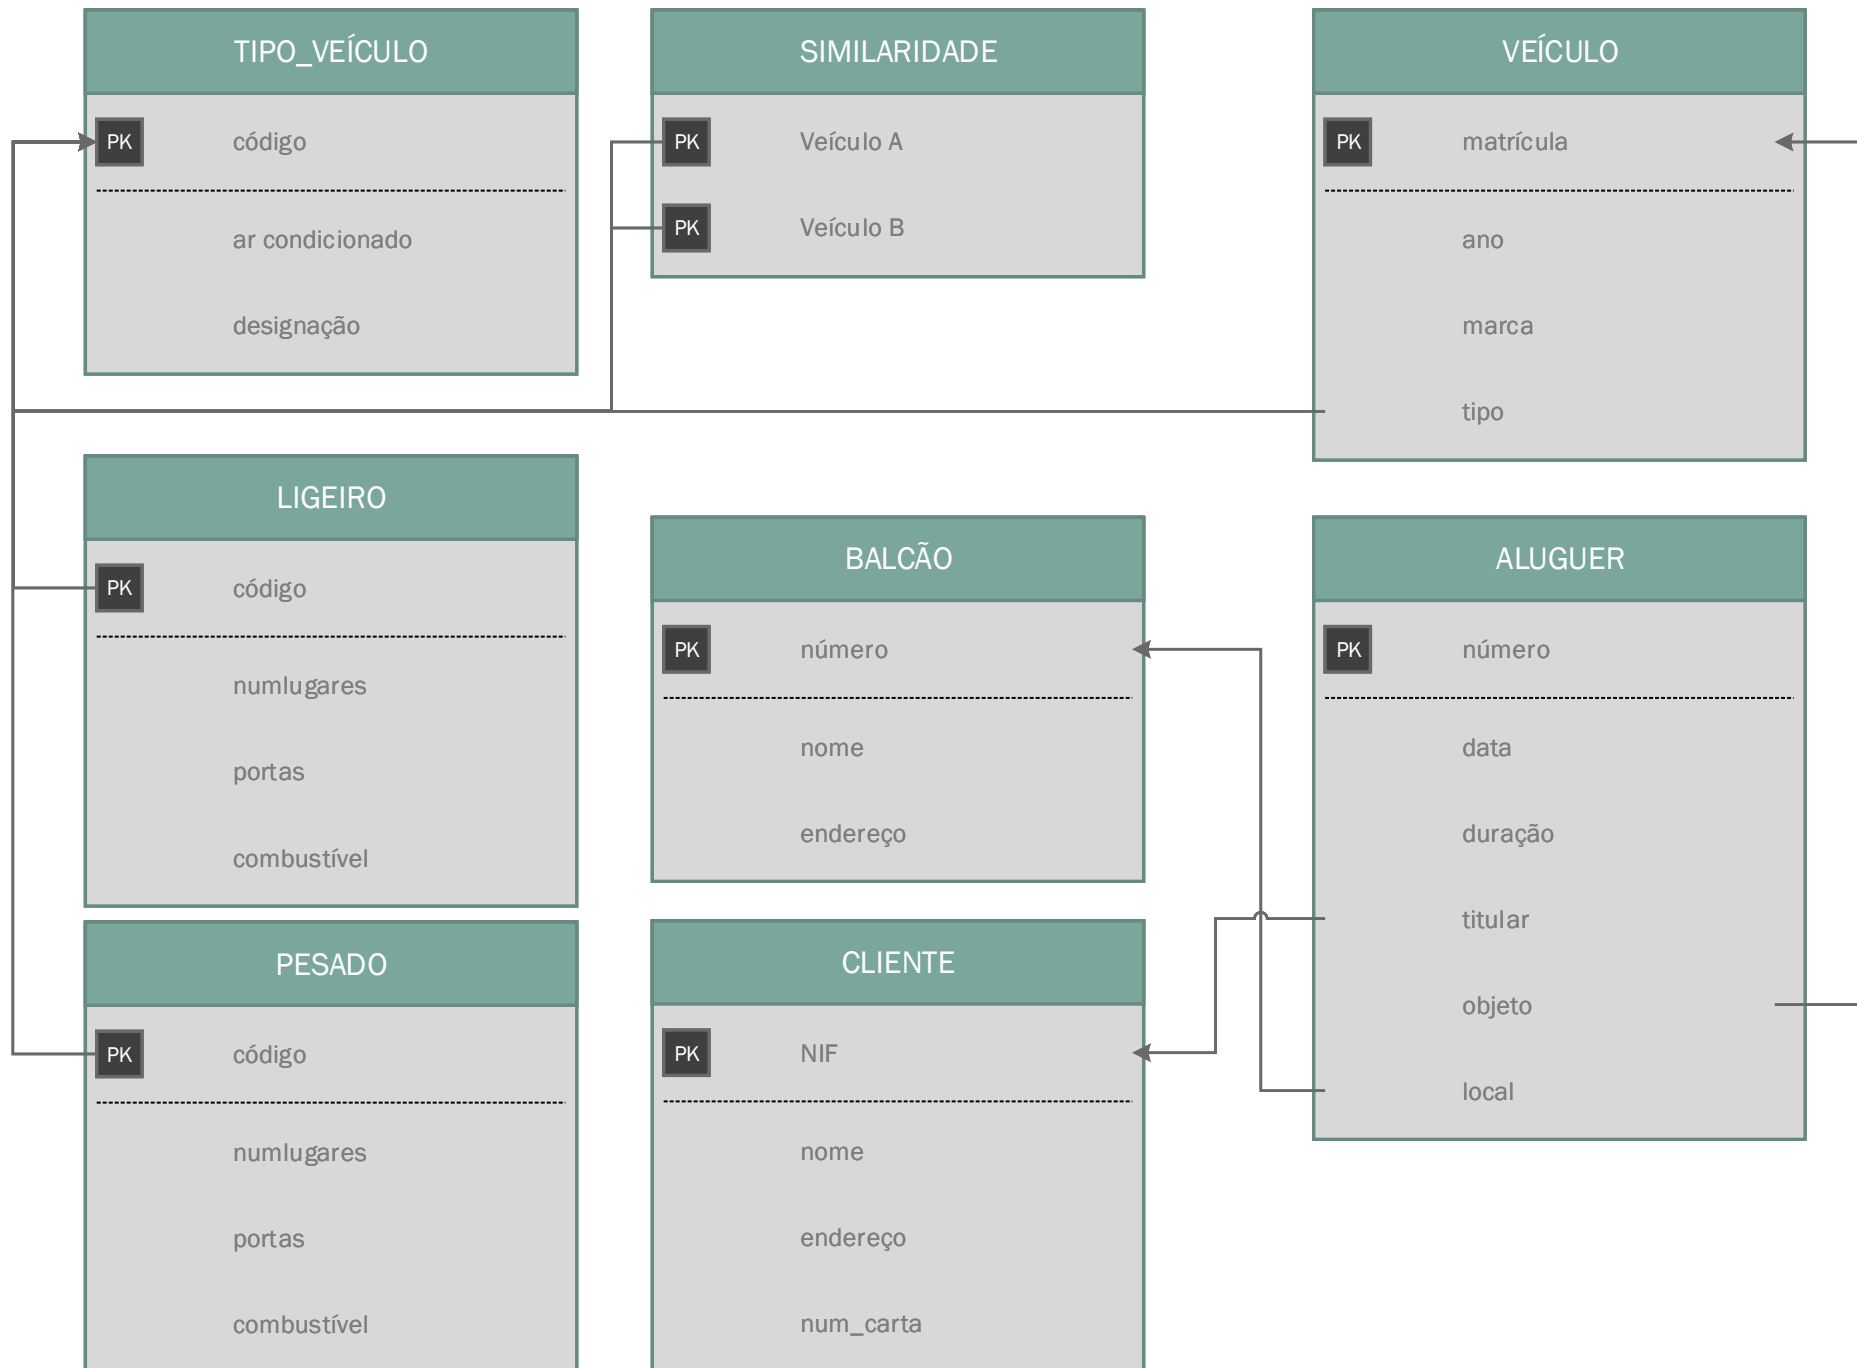 TIPO_VEÍCULO
PK código
ar condicionado
designação
SIMILARIDADE
PK Veículo A
PK Veículo B
VEÍCULO
PK matrícula
ano
marca
tipo
LIGEIRO
PK código
numlugares
portas
combustível
BALCÃO
PK número
nome
endereço
ALUGUER
PK número
data
duração
titular
objeto
local
PESADO
PK código
numlugares
portas
combustível
CLIENTE
PK NIF
nome
endereço
num_carta